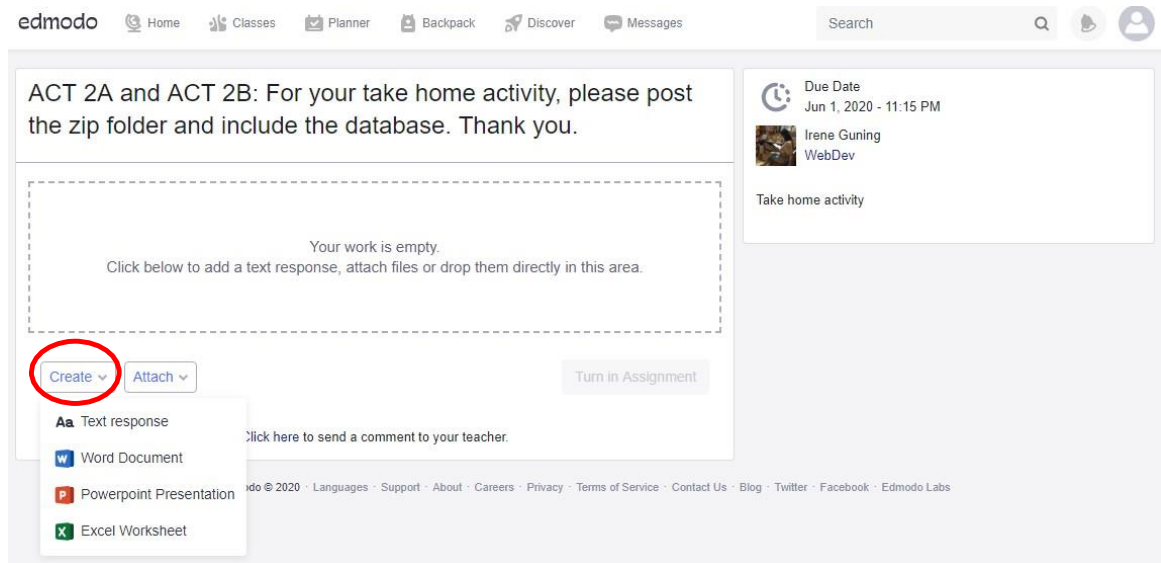 edmodo Home Classes Planner Backpack Discover Messages Search
ACT 2A and ACT 2B: For your take home activity, please post
the zip folder and include the database. Thank you.
Your work is empty.
Click below to add a text response, attach files or drop them directly in this area.
Create Attach Turn in Assignment
Aa Text response
Word Document
Powerpoint Presentation
Excel Worksheet
Click here to send a comment to your teacher.
© 2020 · Languages · Support · About · Careers · Privacy · Terms of Service · Contact Us · Blog · Twitter · Facebook · Edmodo Labs
Due Date
Jun 1, 2020 - 11:15 PM
Irene Guning
WebDev
Take home activity